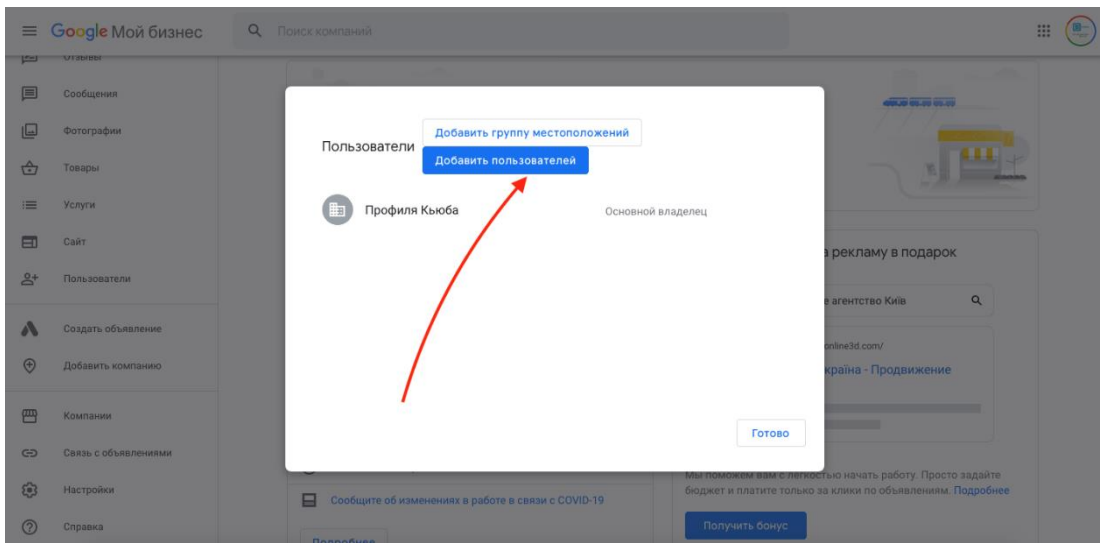 Google Мой бизнес
Поиск компаний
Отзывы
Сообщения
Фотографии
Товары
Услуги
Сайт
Пользователи
Создать объявление
Добавить компанию
Компании
Связь с объявлениями
Настройки
Справка
Пользователи
Добавить группу местоположений
Добавить пользователей
Профиля Кьюба
Основной владелец
Готово
Сообщите об изменениях в работе в связи с COVID-19
Подробнее
рекламу в подарок
е агентство Київ
online3d.com/
країна - Продвижение
Мы поможем вам с легкостью начать работу. Просто задайте
бюджет и платите только за клики по объявлениям. Подробнее
Получить бонус